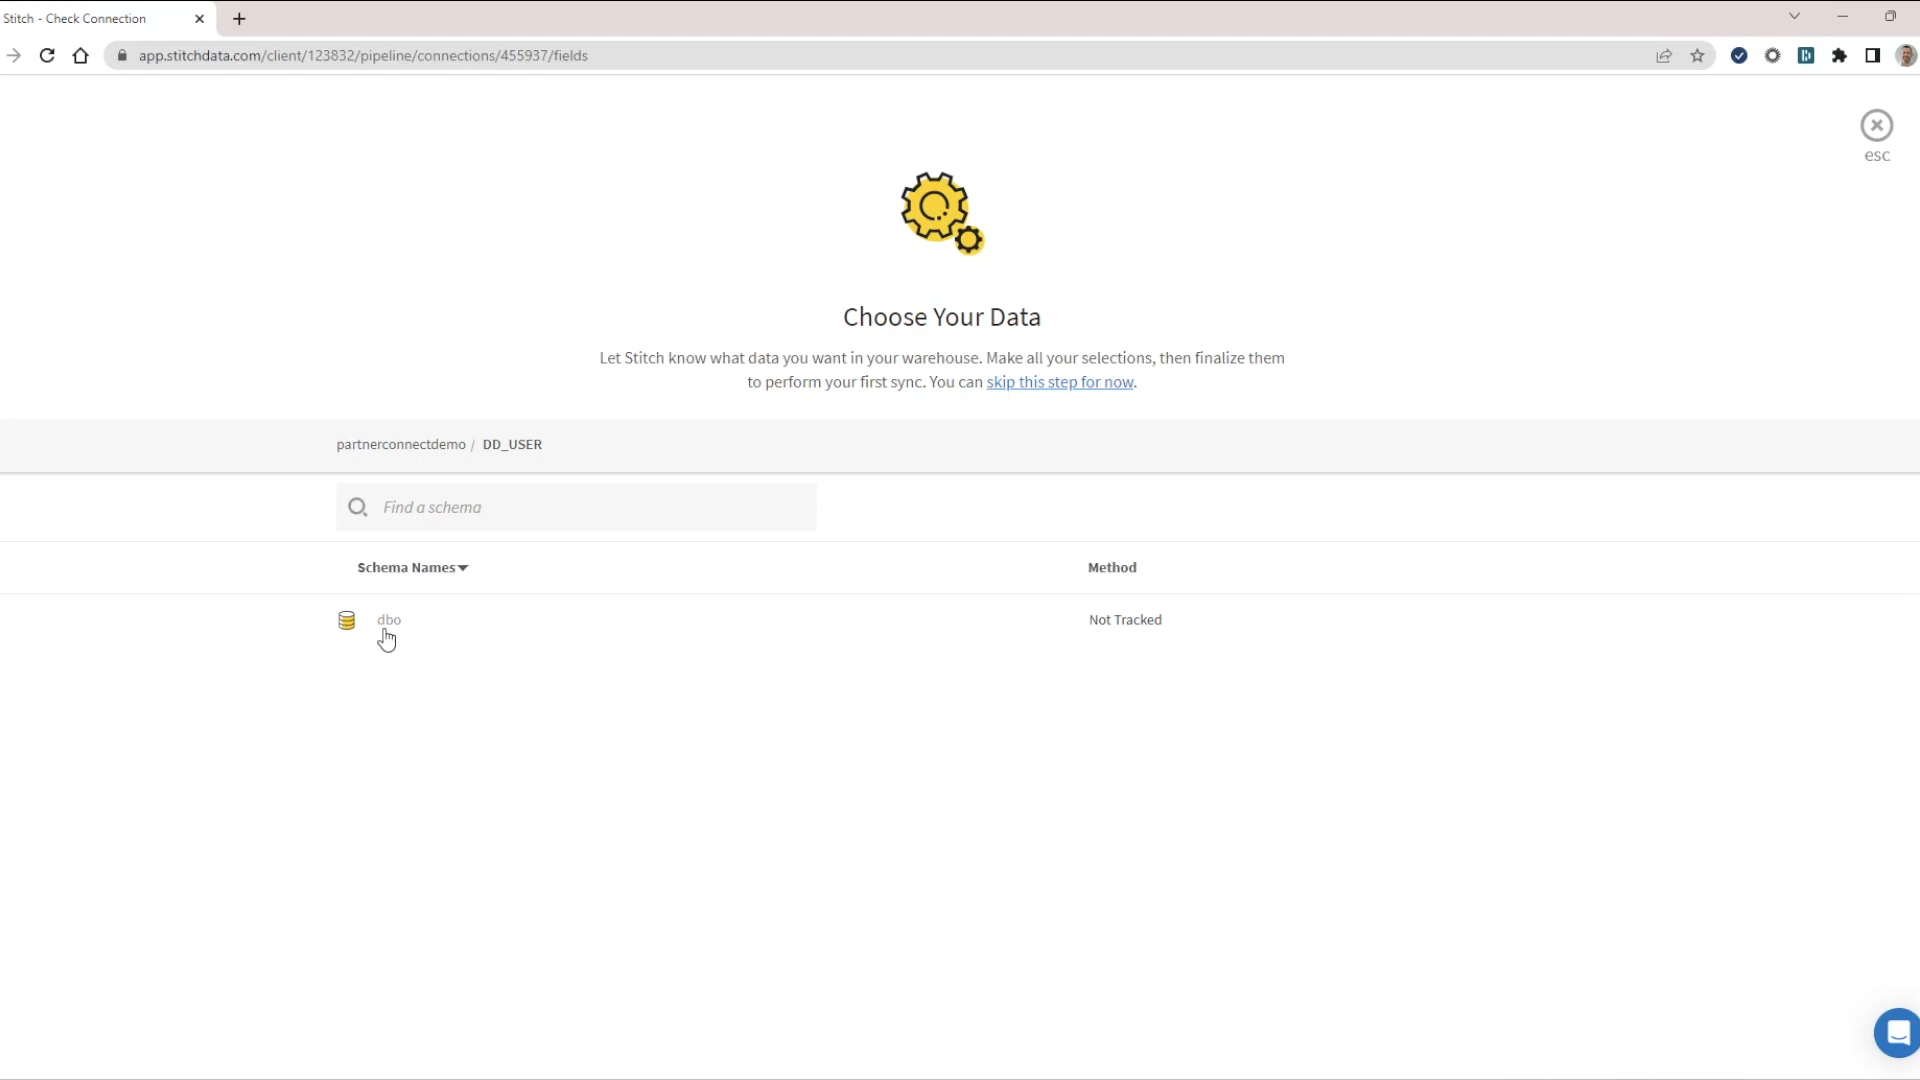 Stitch - Check Connection
app.stitchdata.com/client/123832/pipeline/connections/455937/fields
esc
Choose Your Data
Let Stitch know what data you want in your warehouse. Make all your selections, then finalize them
to perform your first sync. You can skip this step for now.
partnerconnectdemo / DD_USER
Find a schema
Schema Names Method
dbo Not Tracked